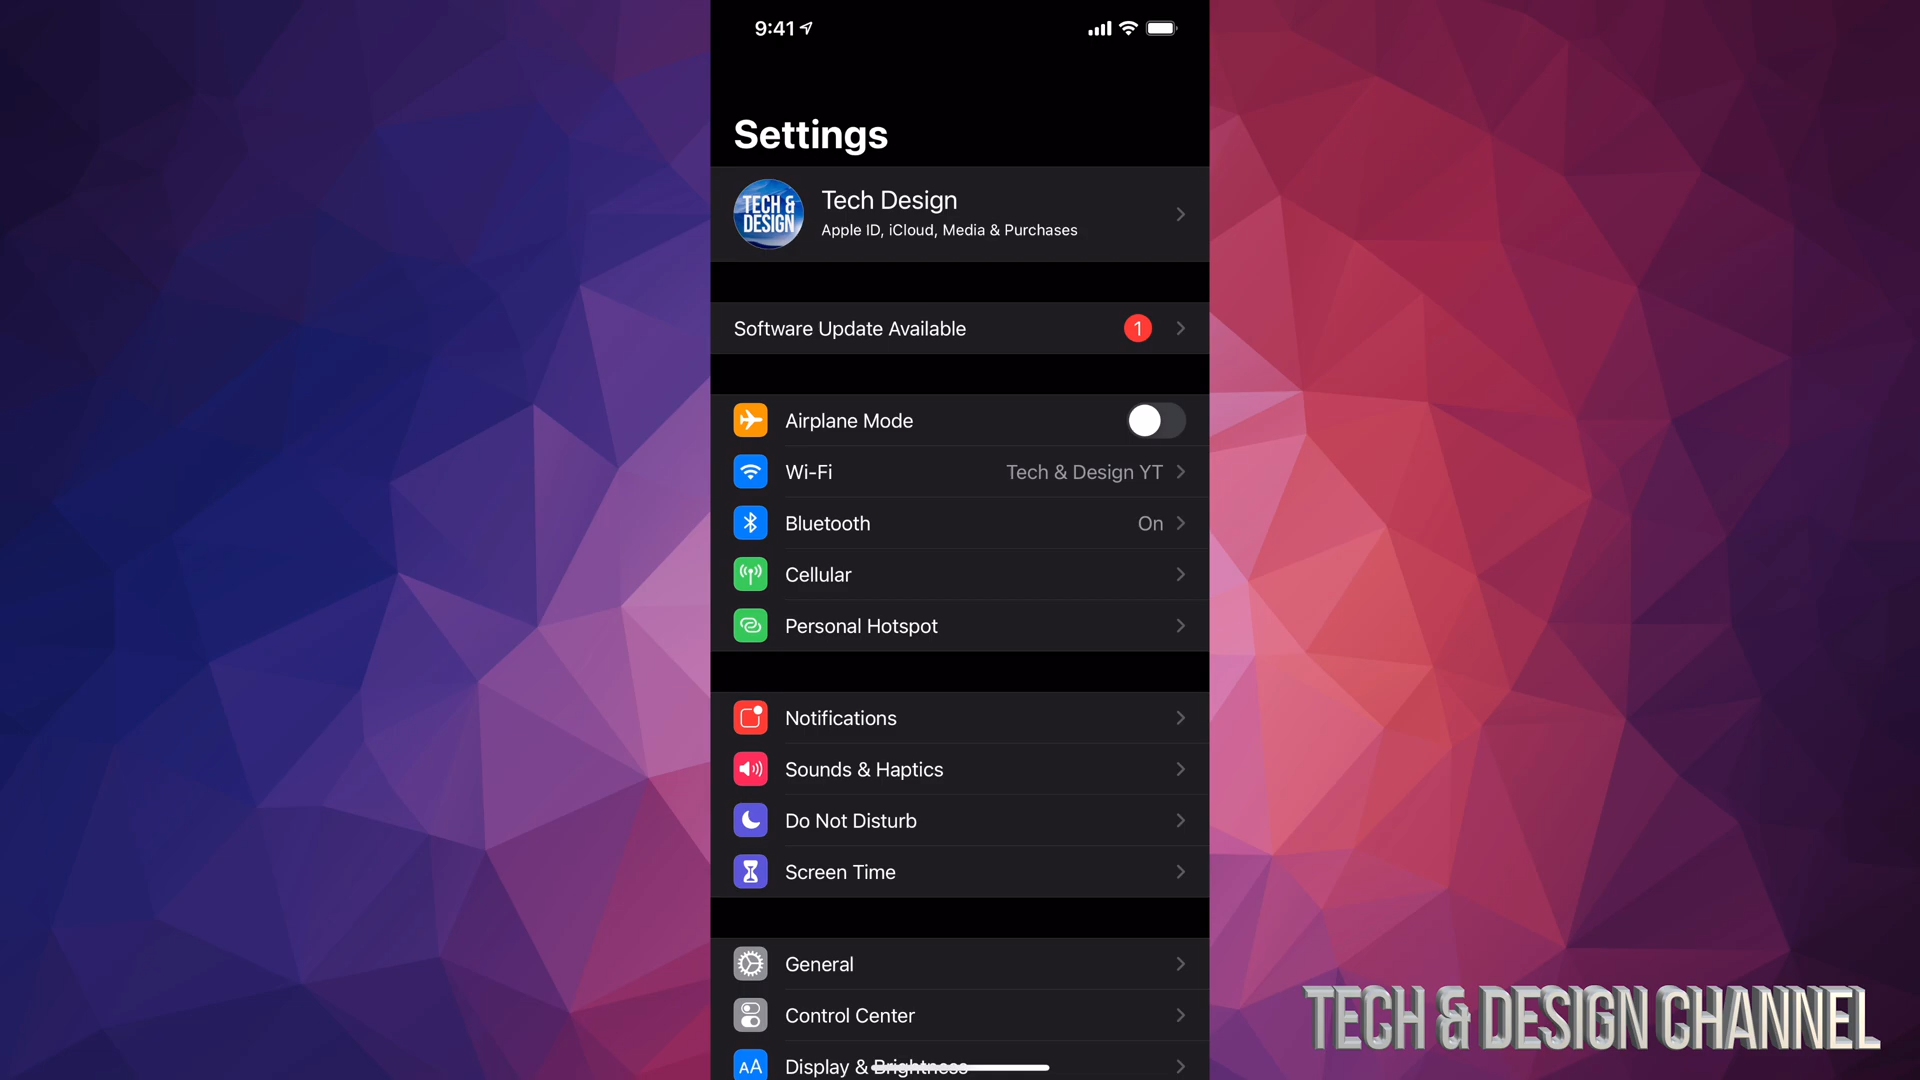 9:41
Settings
TECH &
DESIGN
Tech Design
Apple ID, iCloud, Media & Purchases
Software Update Available 1
Airplane Mode
Wi-Fi Tech & Design YT
Bluetooth On
Cellular
Personal Hotspot
Notifications
Sounds & Haptics
Do Not Disturb
Screen Time
General
Control Center
AA Display & Brightness
TECH & DESIGN CHANNEL